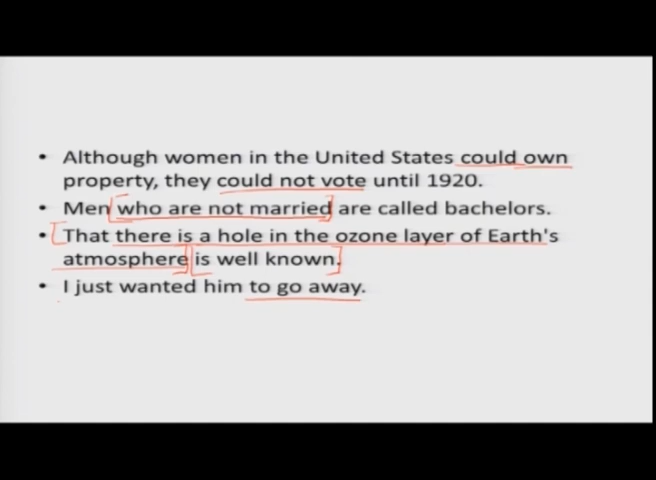 • Although women in the United States could own
property, they could not vote until 1920.
• Men who are not married are called bachelors.
• That there is a hole in the ozone layer of Earth's
atmosphere is well known.
• I just wanted him to go away.